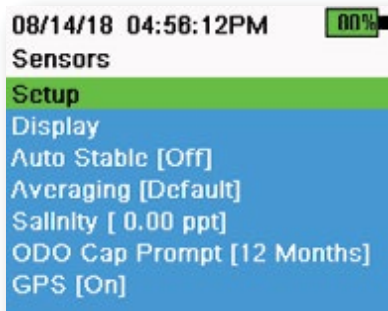 08/14/18 04:56:12PM
Sensors
Setup
Display
Auto Stable [Off]
Averaging [Default]
Salinity [ 0.00 ppt]
ODO Cap Prompt [12 Months]
GPS [On]